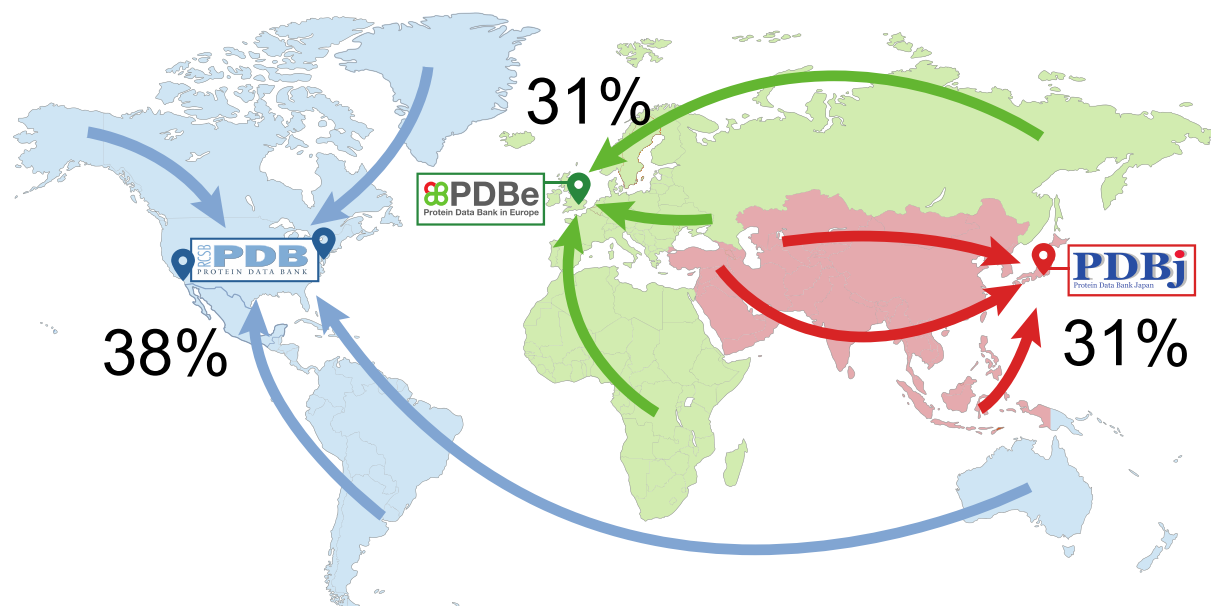 31%
PDBe
Protein Data Bank in Europe
RCSB
PDB
PROTEIN DATA BANK
PDBj
Protein Data Bank Japan
38%
31%